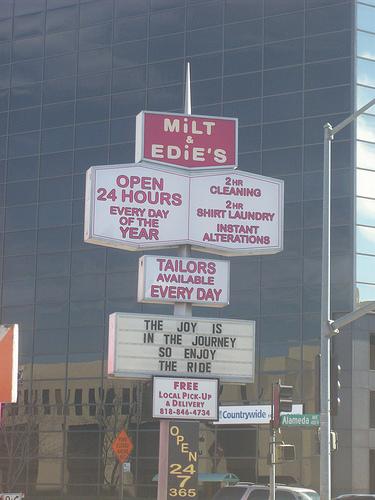 MiLT
&
EDiE'S
OPEN
24 HOURS
EVERY DAY
OF THE
YEAR
2 HR
CLEANING
2 HR
SHIRT LAUNDRY
INSTANT
ALTERATIONS
TAILORS
AVAILABLE
EVERY DAY
THE JOY IS
IN THE JOURNEY
SO ENJOY
THE RIDE
FREE
LOCAL PICK-UP
& DELIVERY
818-846-4734
Countrywide
Alameda
OPEN
24
7
365